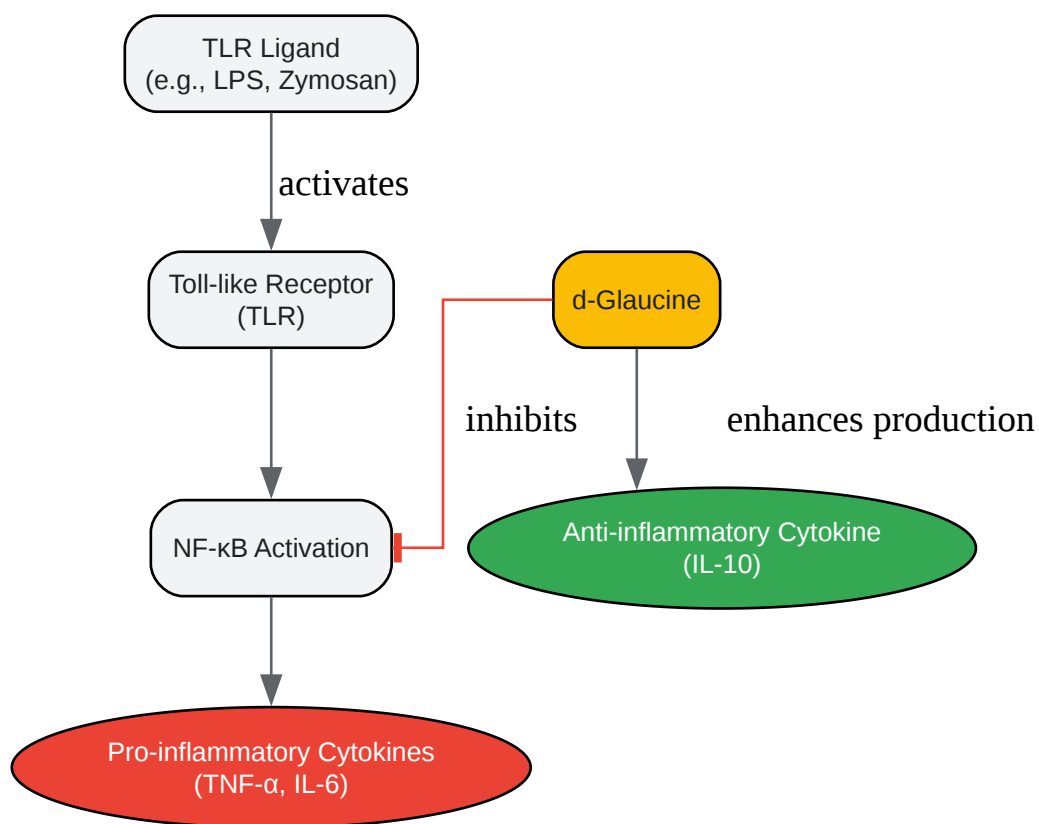 TLR Ligand
(e.g., LPS, Zymosan)
activates
Toll-like Receptor
(TLR)
d-Glaucine
inhibits
enhances production
NF-κB Activation
Anti-inflammatory Cytokine
(IL-10)
Pro-inflammatory Cytokines
(TNF-α, IL-6)